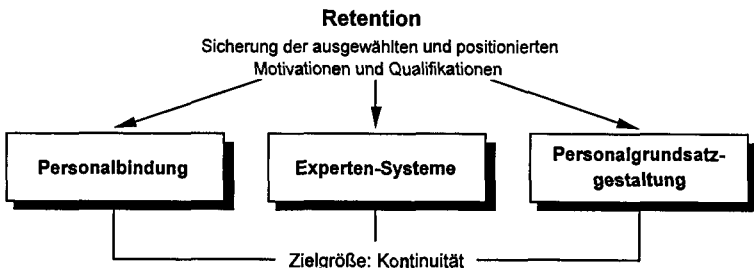 Retention
Sicherung der ausgewählten und positionierten
Motivationen und Qualifikationen
Personalbindung
Experten-Systeme
Personalgrundsatz-
gestaltung
Zielgröße: Kontinuität